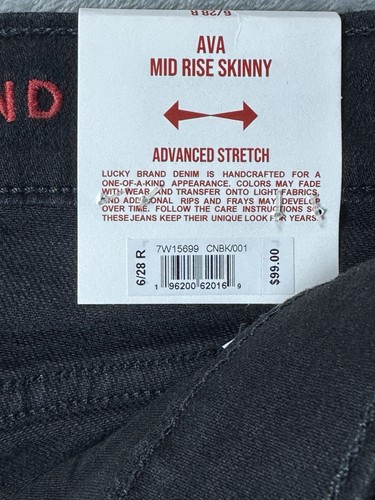 6/28 R
ND
AVA
MID RISE SKINNY
ADVANCED STRETCH
LUCKY BRAND DENIM IS HANDCRAFTED FOR A
ONE-OF-A-KIND APPEARANCE. COLORS MAY FADE
WITH WEAR AND TRANSFER ONTO LIGHT FABRICS,
AND ADDITIONAL RIPS AND FRAYS MAY DEVELOP
OVER TIME. FOLLOW THE CARE INSTRUCTIONS SO
THESE JEANS KEEP THEIR UNIQUE LOOK FOR YEARS.
7W15699 CNBK/001
6/28 R
1 96200 62016 9
$99.00